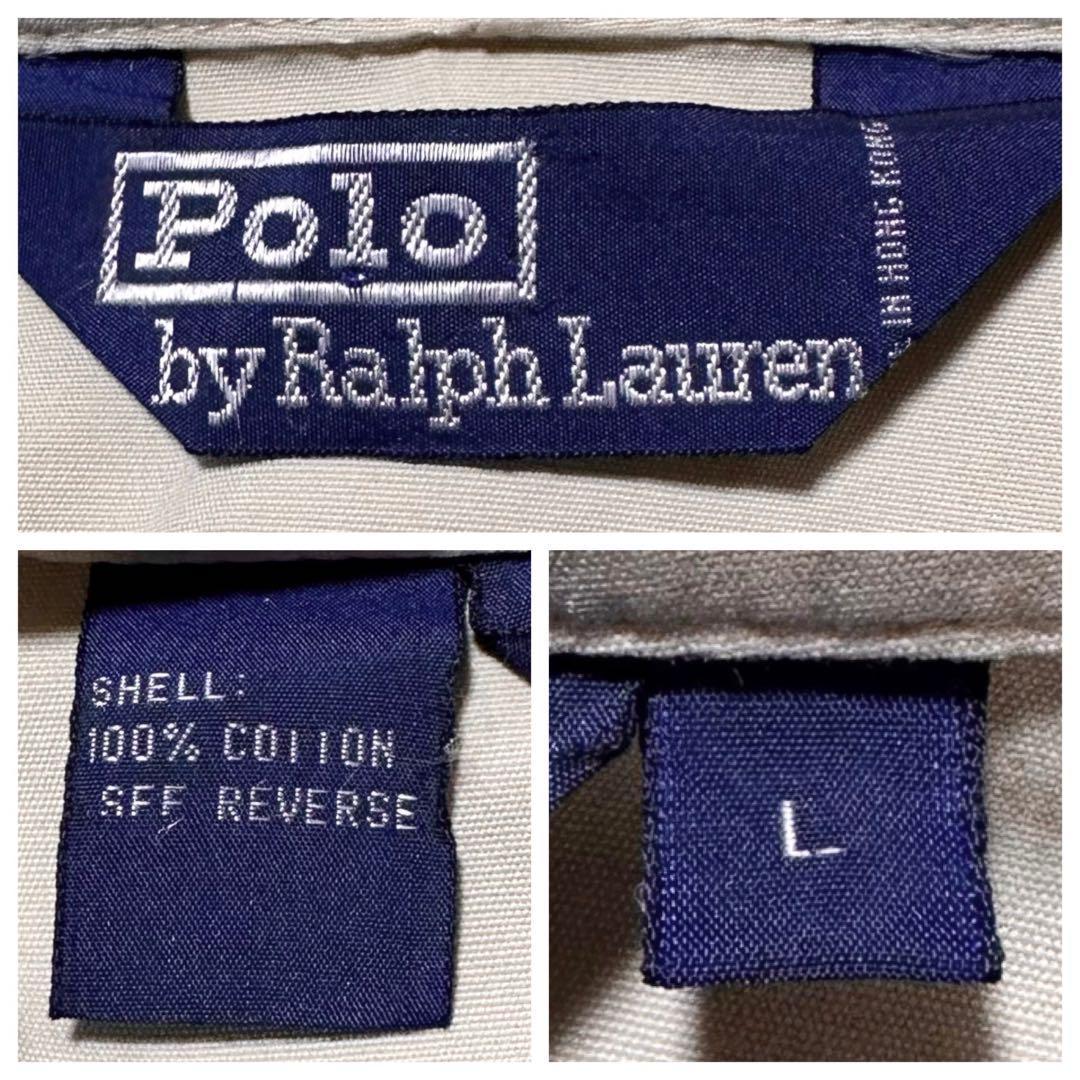 Polo
by Ralph Lauren
IN HONG KONG
SHELL:
100% COTTON
SEE REVERSE
L